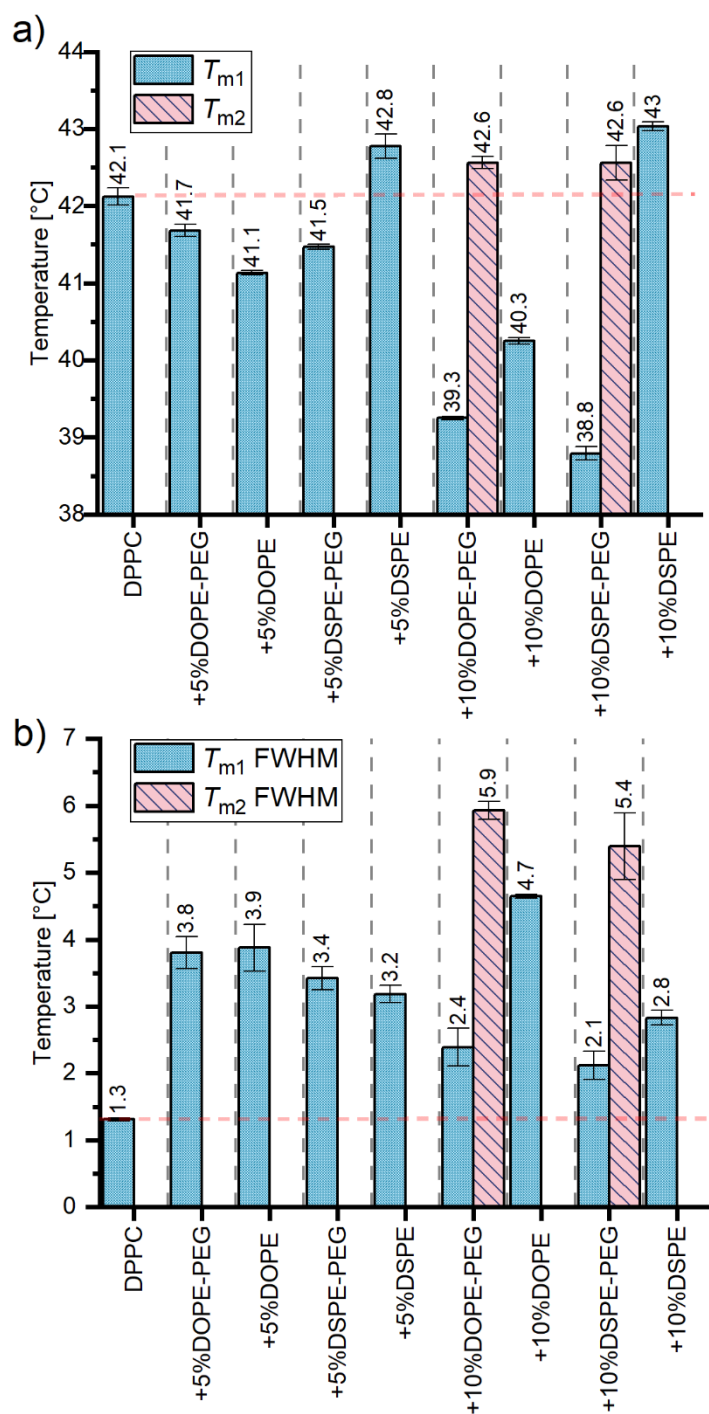 a)
44
43
42
41
40
39
38
Temperature [°C]
Tm1
Tm2
42.1
41.7
41.1
41.5
42.8
39.3
42.6
40.3
38.8
42.6
43
DPPC
+5%DOPE-PEG
+5%DOPE
+5%DSPE-PEG
+5%DSPE
+10%DOPE-PEG
+10%DOPE
+10%DSPE-PEG
+10%DSPE
b)
7
6
5
4
3
2
1
0
Temperature [°C]
Tm1 FWHM
Tm2 FWHM
1.3
3.8
3.9
3.4
3.2
2.4
5.9
4.7
2.1
5.4
2.8
DPPC
+5%DOPE-PEG
+5%DOPE
+5%DSPE-PEG
+5%DSPE
+10%DOPE-PEG
+10%DOPE
+10%DSPE-PEG
+10%DSPE